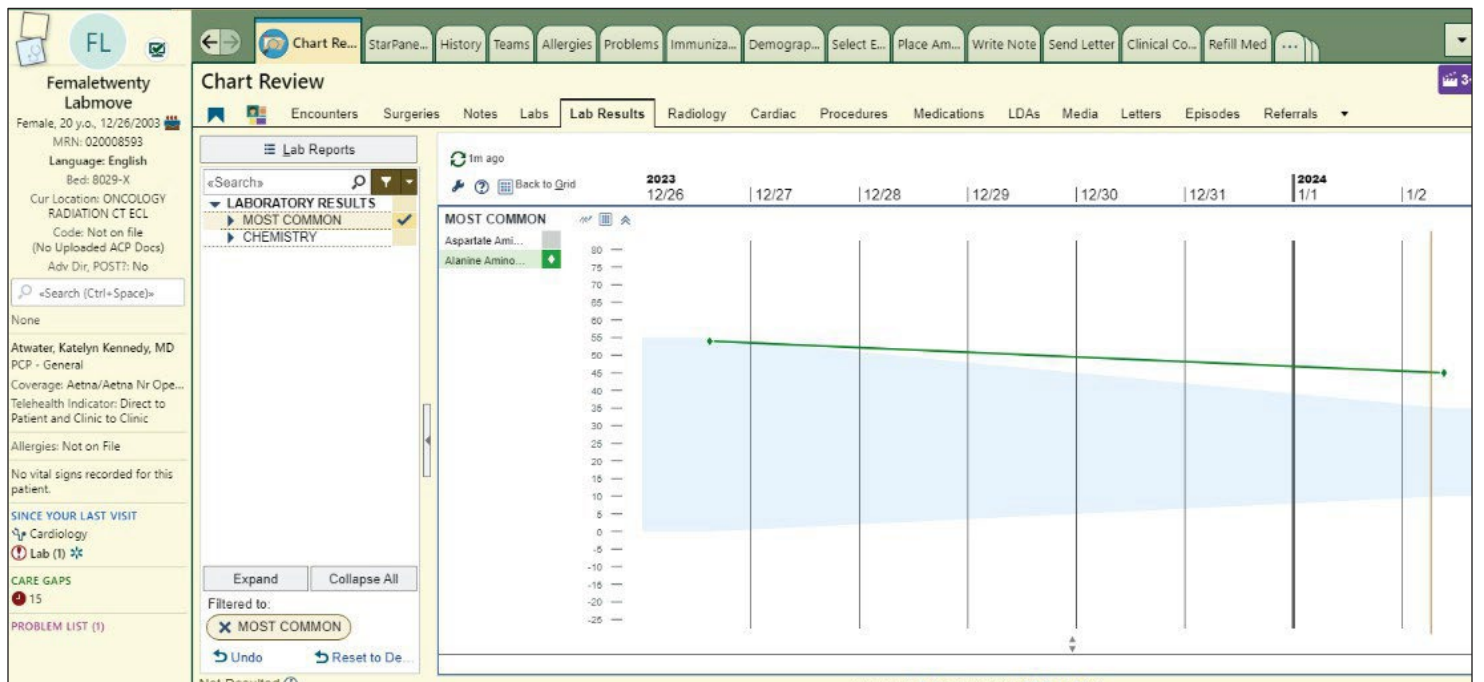 FL
Femaletwenty
Labmove
Female, 20 y.o., 12/26/2003
MRN: 020008593
Language: English
Bed: 8029-X
Cur Location: ONCOLOGY
RADIATION CT ECL
Code: Not on file
(No Uploaded ACP Docs)
Adv Dir, POST?: No
«Search (Ctrl+Space)»
None
Atwater, Katelyn Kennedy, MD
PCP - General
Coverage: Aetna/Aetna Nr Ope...
Telehealth Indicator: Direct to
Patient and Clinic to Clinic
Allergies: Not on File
No vital signs recorded for this
patient.
SINCE YOUR LAST VISIT
Cardiology
Lab (1)
CARE GAPS
15
PROBLEM LIST (1)
Chart Re... StarPane... History Teams Allergies Problems Immuniza... Demograp... Select E... Place Am... Write Note Send Letter Clinical Co... Refill Med ...
Chart Review
Encounters Surgeries Notes Labs Lab Results Radiology Cardiac Procedures Medications LDAs Media Letters Episodes Referrals
Lab Reports
«Search»
LABORATORY RESULTS
MOST COMMON
CHEMISTRY
Expand Collapse All
Filtered to:
MOST COMMON
Undo Reset to De...
1m ago
Back to Grid
2023 2024
12/26 12/27 12/28 12/29 12/30 12/31 1/1 1/2
MOST COMMON
Aspartate Ami...
Alanine Amino...
80
75
70
65
60
55
50
45
40
35
30
25
20
15
10
5
0
-5
-10
-15
-20
-25